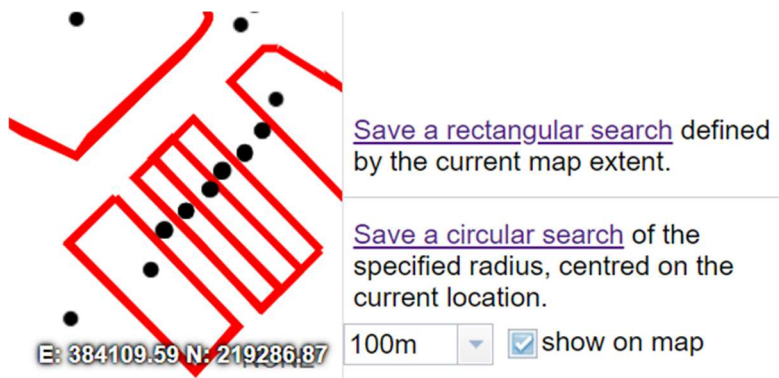 Save a rectangular search defined
by the current map extent.
Save a circular search of the
specified radius, centred on the
current location.
E: 384109.59 N: 219286.87
100m
show on map